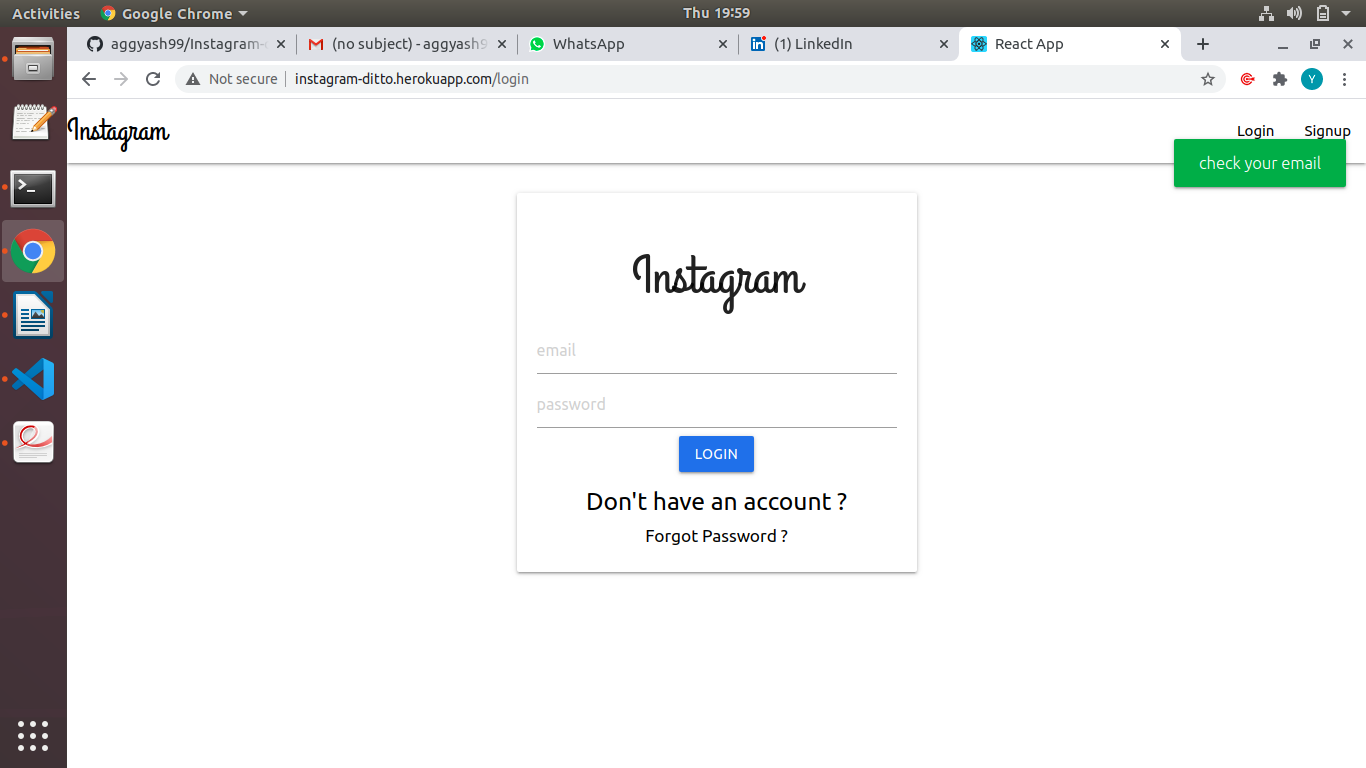 Activities Google Chrome Thu 19:59
aggyash99/Instagram- (no subject) - aggyash9 WhatsApp (1) LinkedIn React App
Not secure instagram-ditto.herokuapp.com/login Y
Instagram Login Signup
check your email
Instagram
email
password
LOGIN
Don't have an account ?
Forgot Password ?